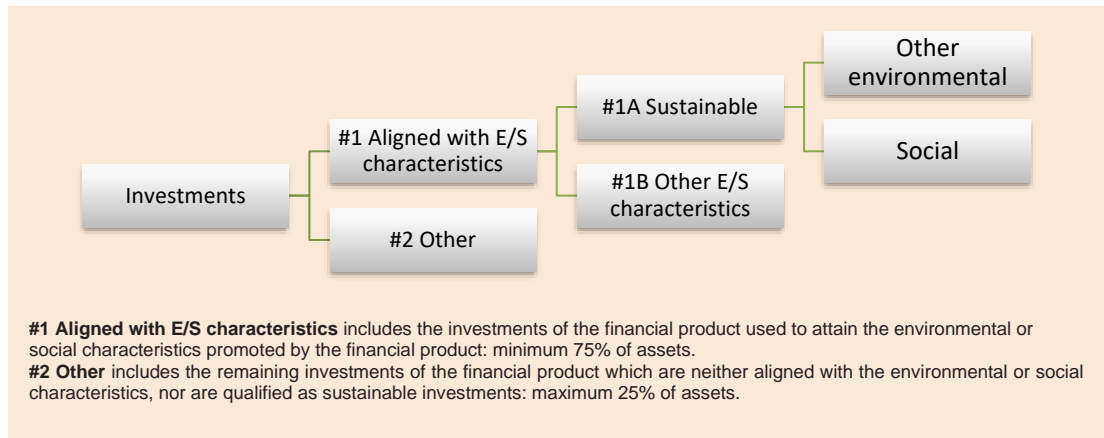 Other
environmental
#1A Sustainable
#1 Aligned with E/S
characteristics
Social
Investments
#1B Other E/S
characteristics
#2 Other
#1 Aligned with E/S characteristics includes the investments of the financial product used to attain the environmental or
social characteristics promoted by the financial product: minimum 75% of assets.
#2 Other includes the remaining investments of the financial product which are neither aligned with the environmental or social
characteristics, nor are qualified as sustainable investments: maximum 25% of assets.